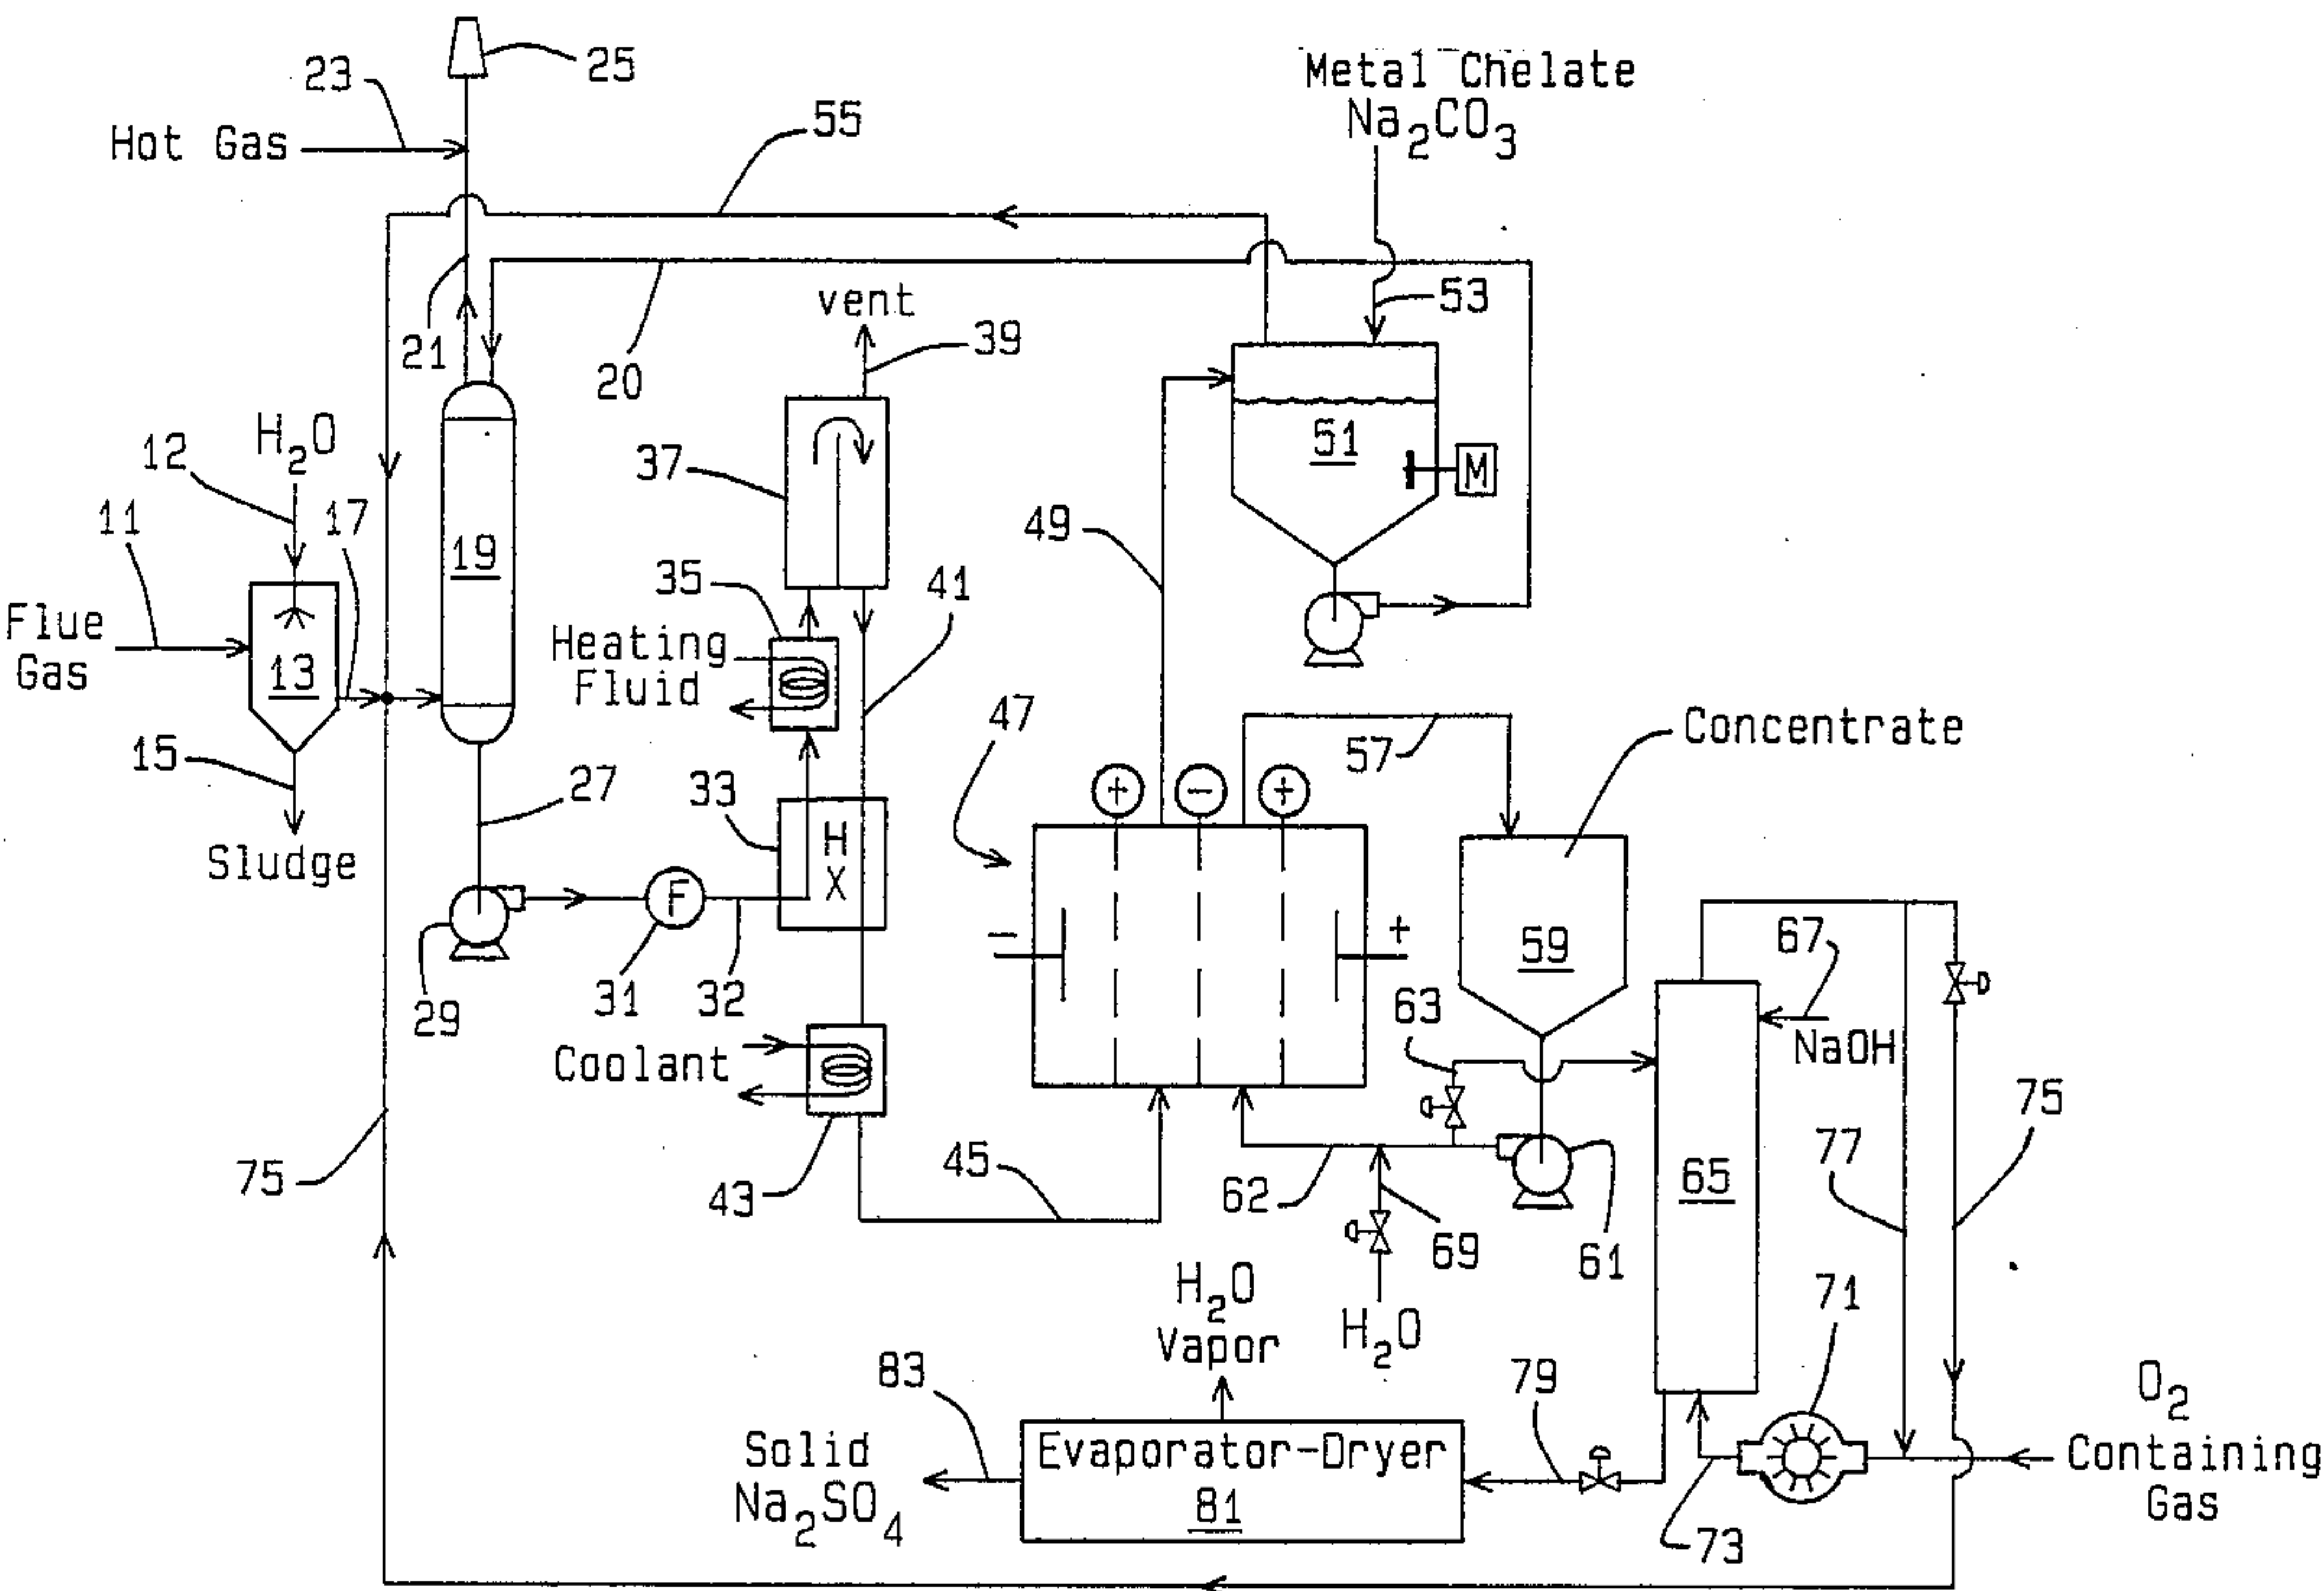 25
23
Hot Gas
55
Metal Chelate
Na2CO3
21
20
vent
39
53
H2O
12
11
17
19
37
51
M
49
35
41
Flue
Gas
13
Heating
Fluid
15
Sludge
27
33
H
X
47
57
Concentrate
+
-
+
29
F
31
32
-
+
59
67
NaOH
63
Coolant
43
45
75
62
69
H2O
61
65
77
75
71
H2O
Vapor
83
79
73
Solid
Na2SO4
Evaporator-Dryer
81
O2
Containing
Gas